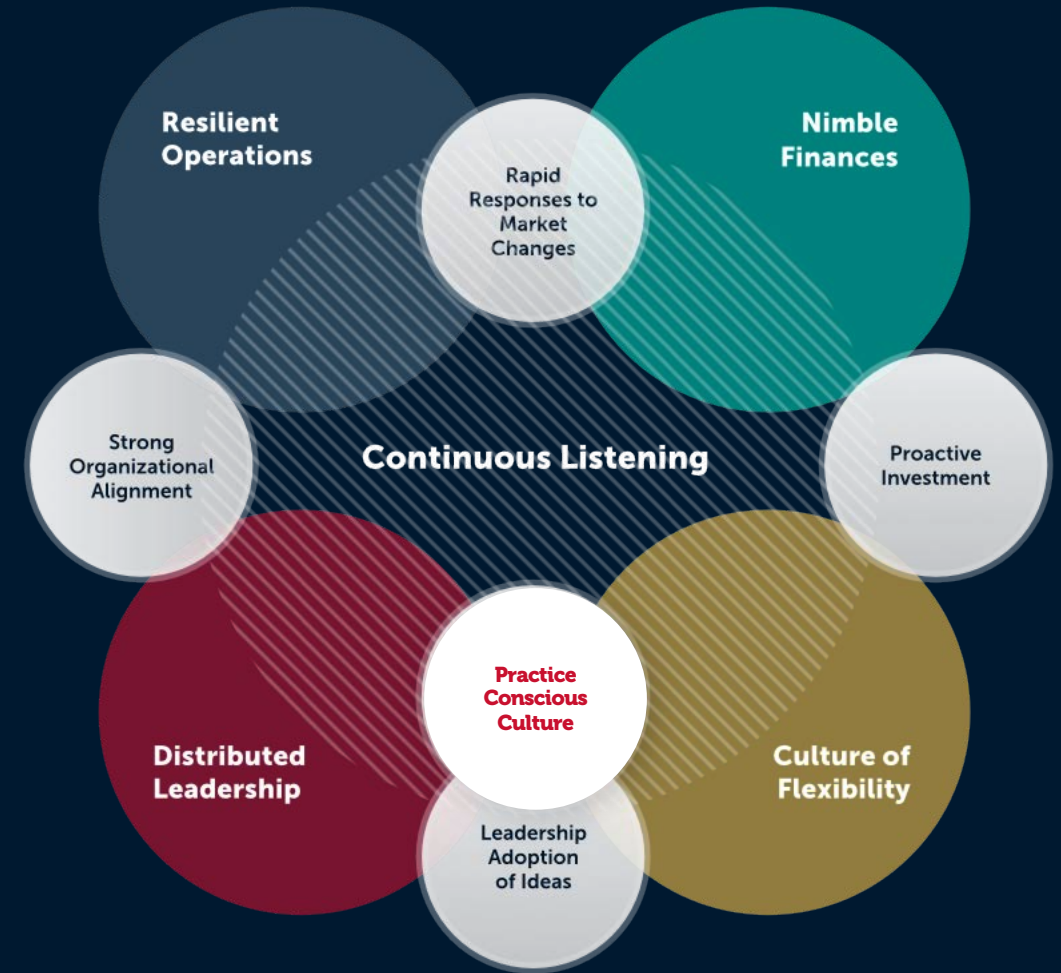 Resilient
Operations
Nimble
Finances
Rapid
Responses to
Market
Changes
Strong
Organizational
Alignment
Continuous Listening
Proactive
Investment
Practice
Conscious
Culture
Distributed
Leadership
Culture of
Flexibility
Leadership
Adoption
of Ideas